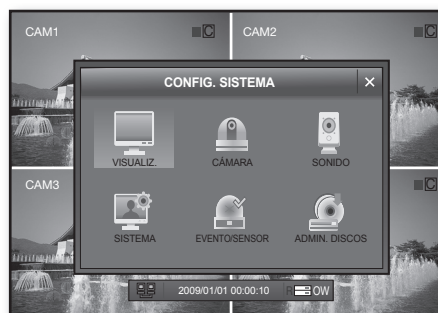 CAM1 C
CAM2 C
CONFIG. SISTEMA ×
VISUALIZ.
CÁMARA
SONIDO
CAM3
C
SISTEMA
EVENTO/SENSOR
ADMIN. DISCOS
2009/01/01 00:00:10 R OW